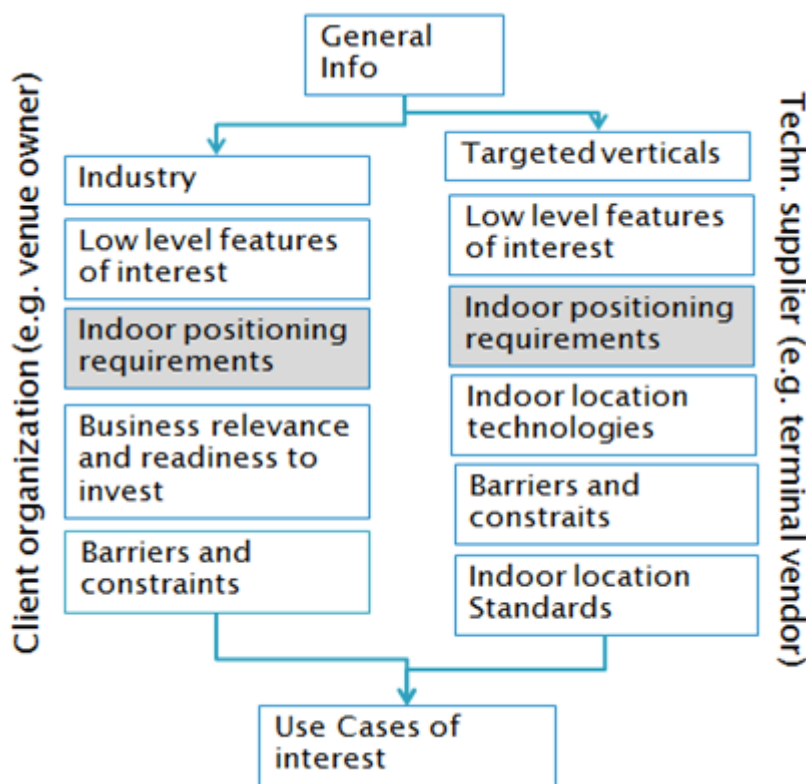 General
Info
Client organization (e.g. venue owner)
Industry
Low level features
of interest
Indoor positioning
requirements
Business relevance
and readiness to
invest
Barriers and
constraints
Targeted verticals
Low level features
of interest
Indoor positioning
requirements
Indoor location
technologies
Barriers and
constraits
Indoor location
Standards
Techn. supplier (e.g. terminal vendor)
Use Cases of
interest